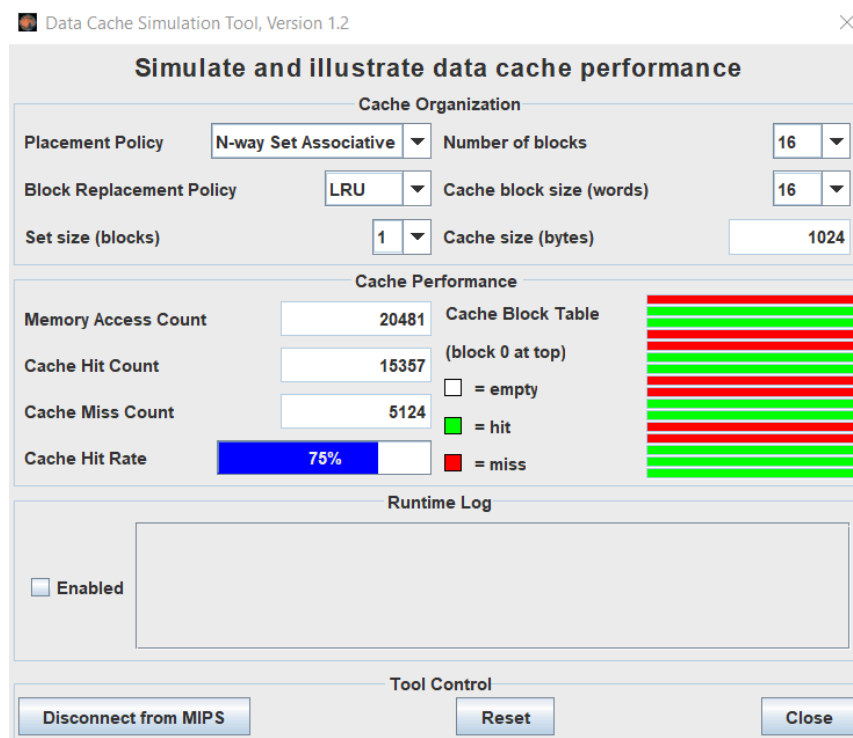 Data Cache Simulation Tool, Version 1.2
Simulate and illustrate data cache performance
Cache Organization
Placement Policy N-way Set Associative Number of blocks 16
Block Replacement Policy LRU Cache block size (words) 16
Set size (blocks) 1 Cache size (bytes) 1024
Cache Performance
Memory Access Count 20481 Cache Block Table
(block 0 at top)
Cache Hit Count 15357
= empty
Cache Miss Count 5124
= hit
Cache Hit Rate 75% = miss
Runtime Log
Enabled
Tool Control
Disconnect from MIPS Reset Close